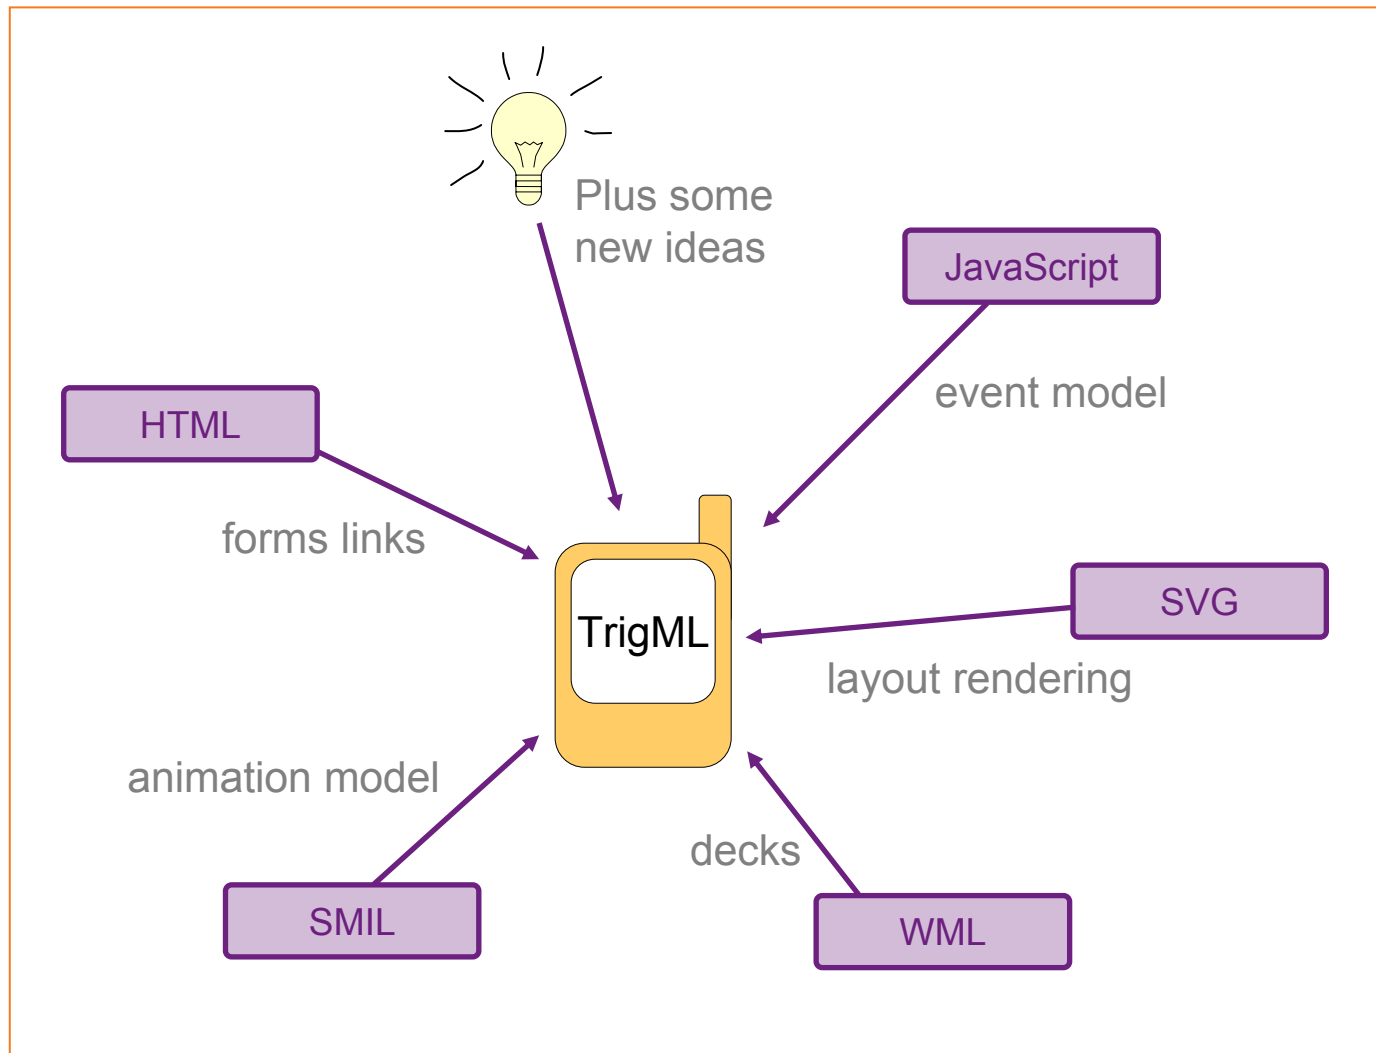 Plus some
new ideas
JavaScript
event model
HTML
forms links
SVG
TrigML
layout rendering
animation model
decks
SMIL
WML